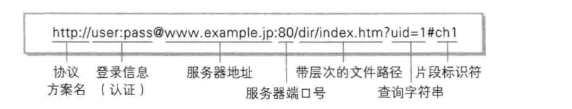 http://user:pass@www.example.jp:80/dir/index.htm?uid=1#ch1
协议 登录信息 服务器地址 带层次的文件路径 片段标识符
方案名 （认证） 服务器端口号 查询字符串